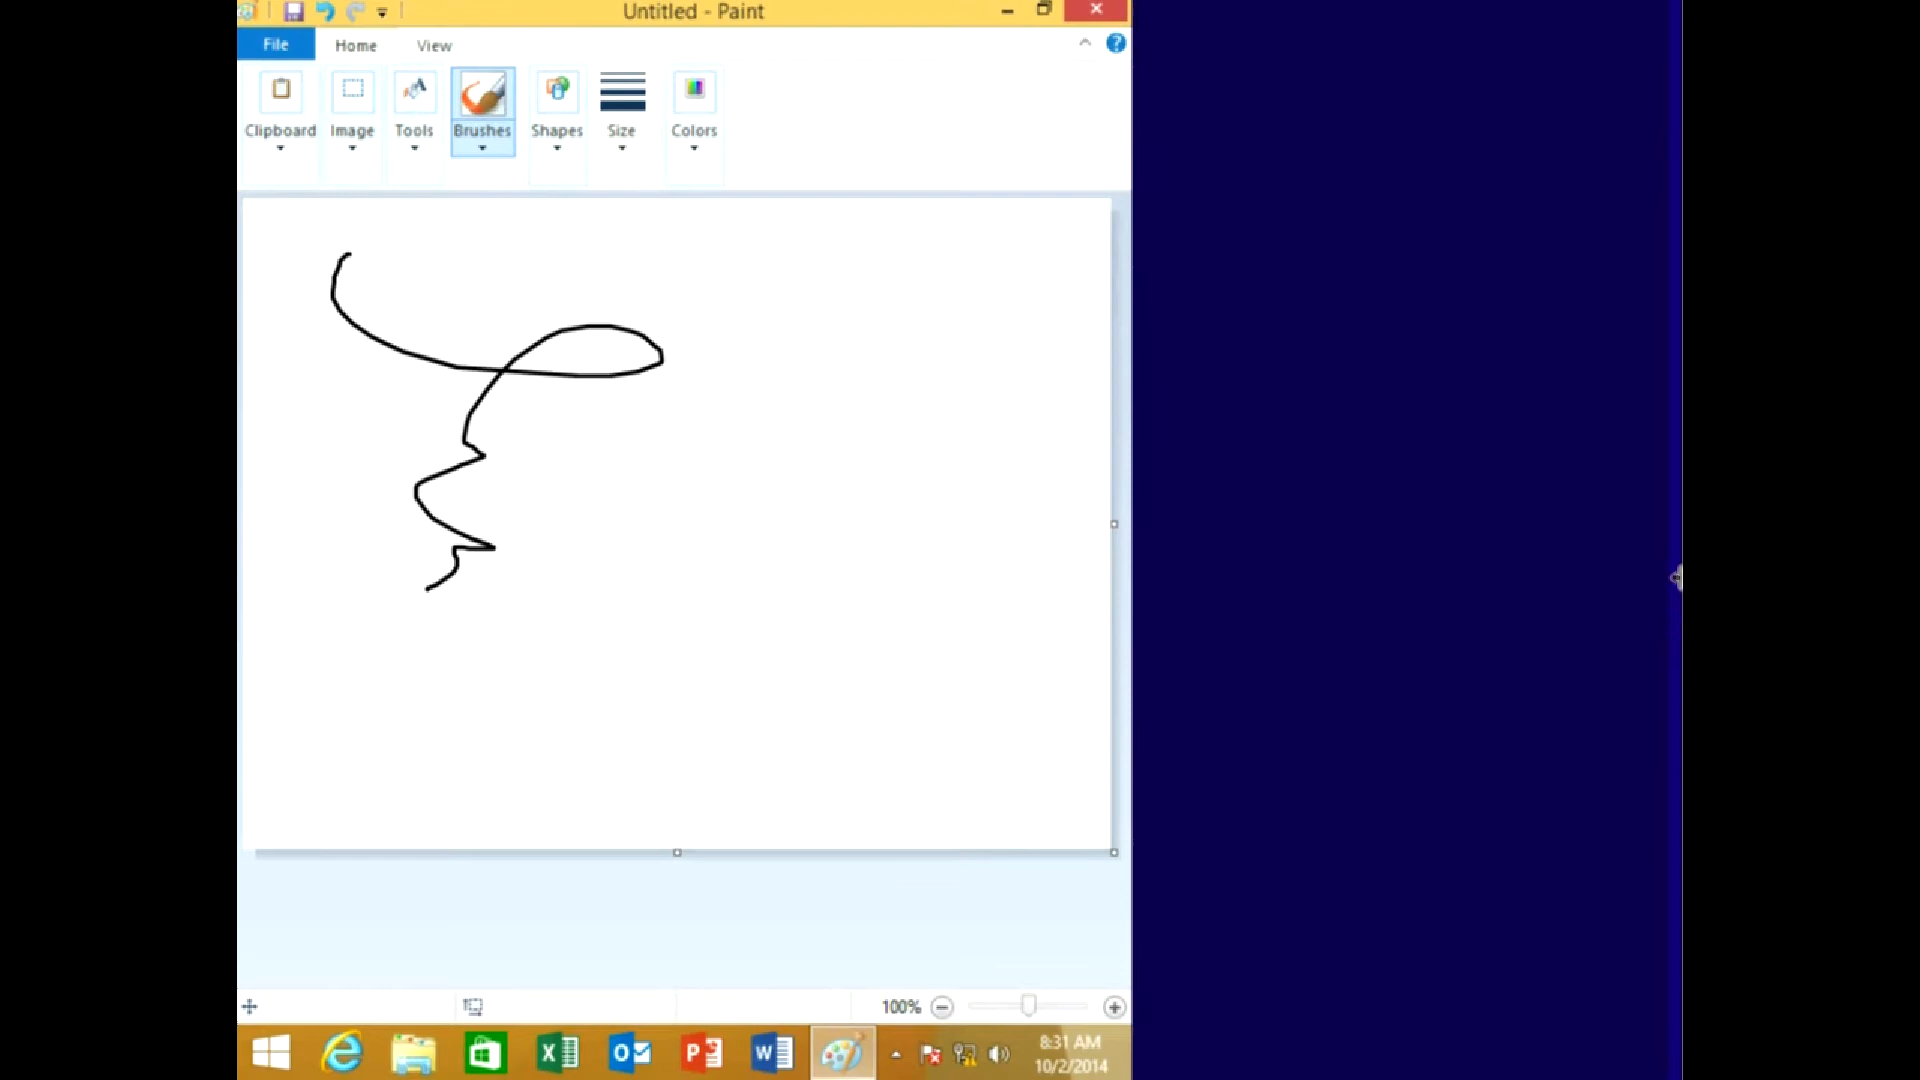 Untitled - Paint
File Home View
Clipboard Image Tools Brushes Shapes Size Colors
100%
8:31 AM
10/2/2014